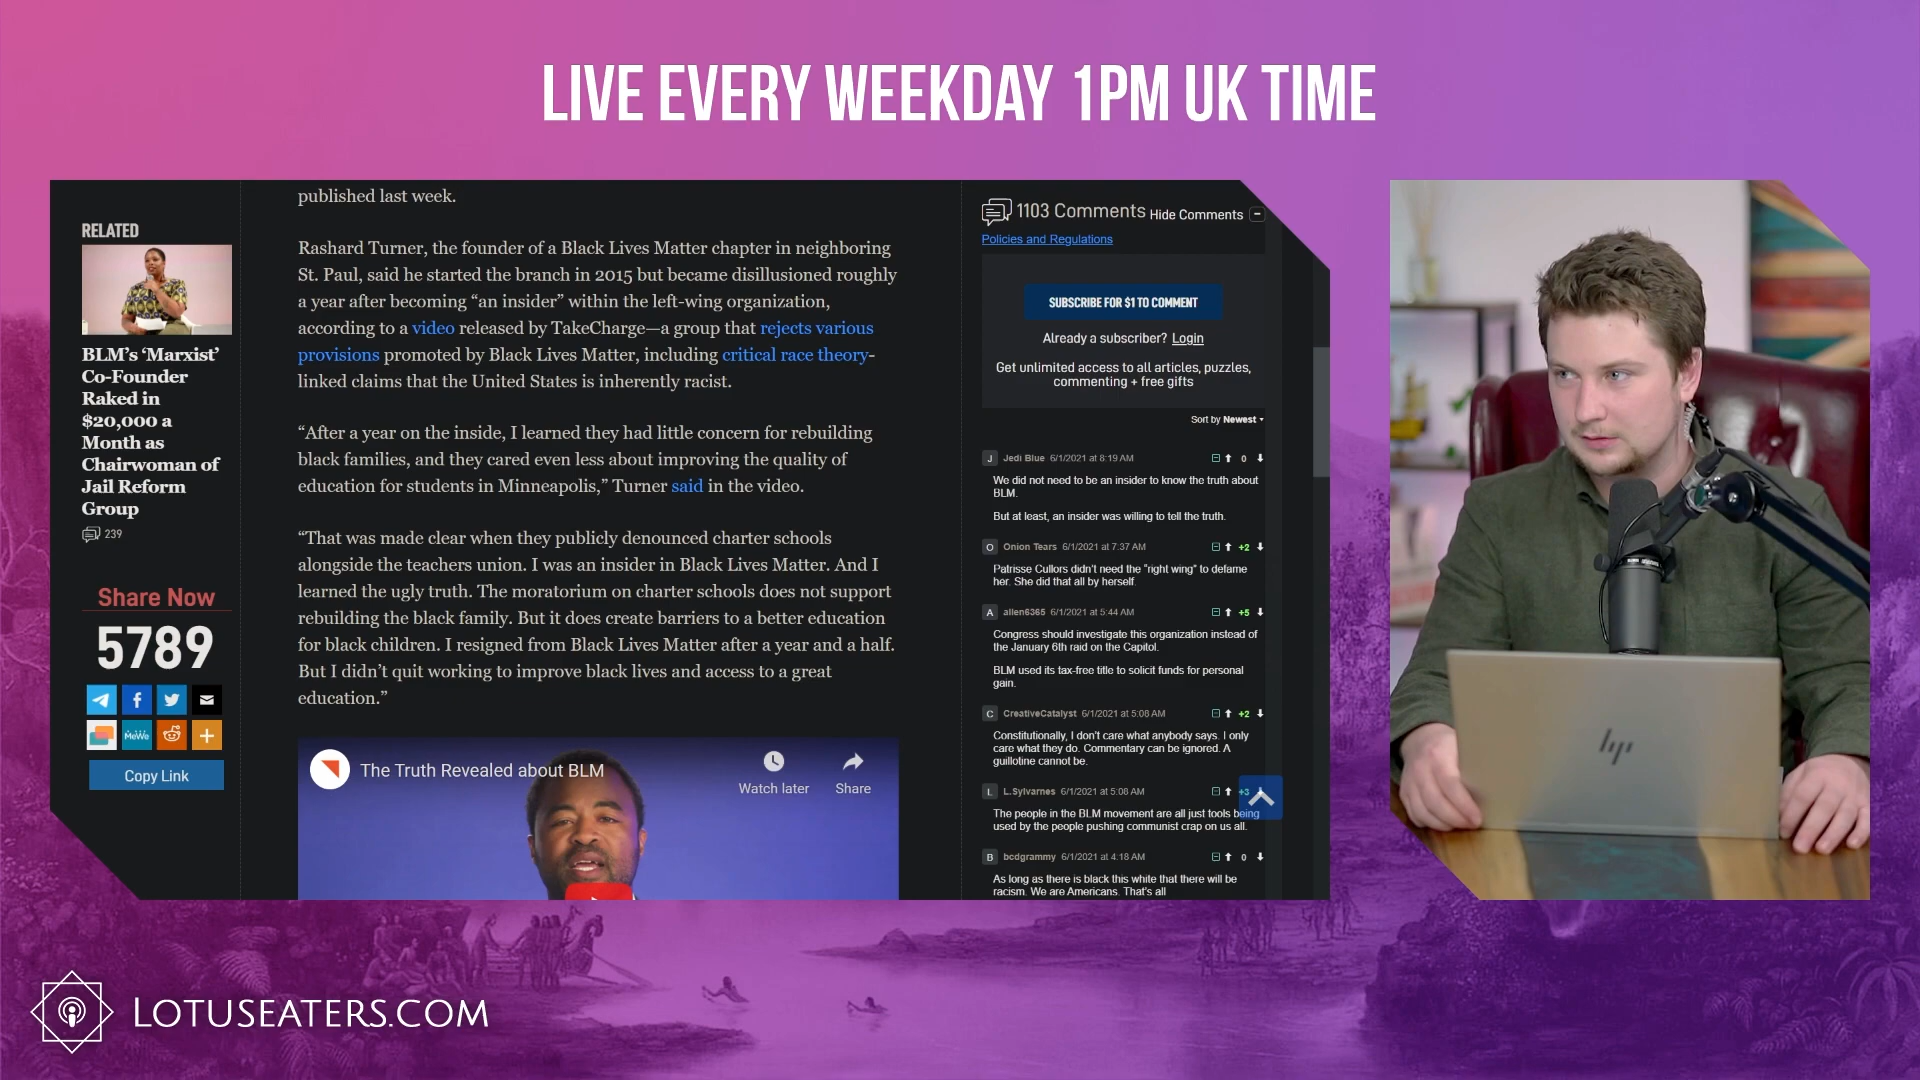 LIVE EVERY WEEKDAY 1PM UK TIME
RELATED
BLM’s ‘Marxist’
Co-Founder
Raked in
$20,000 a
Month as
Chairwoman of
Jail Reform
Group
239
Share Now
5789
MeWe
Copy Link
published last week.
Rashard Turner, the founder of a Black Lives Matter chapter in neighboring
St. Paul, said he started the branch in 2015 but became disillusioned roughly
a year after becoming “an insider” within the left-wing organization,
according to a video released by TakeCharge—a group that rejects various
provisions promoted by Black Lives Matter, including critical race theory-
linked claims that the United States is inherently racist.
“After a year on the inside, I learned they had little concern for rebuilding
black families, and they cared even less about improving the quality of
education for students in Minneapolis,” Turner said in the video.
“That was made clear when they publicly denounced charter schools
alongside the teachers union. I was an insider in Black Lives Matter. And I
learned the ugly truth. The moratorium on charter schools does not support
rebuilding the black family. But it does create barriers to a better education
for black children. I resigned from Black Lives Matter after a year and a half.
But I didn’t quit working to improve black lives and access to a great
education.”
The Truth Revealed about BLM
Watch later
Share
1103 Comments Hide Comments
Policies and Regulations
SUBSCRIBE FOR $1 TO COMMENT
Already a subscriber? Login
Get unlimited access to all articles, puzzles,
commenting + free gifts
Sort by Newest
J Jedi Blue 6/1/2021 at 8:19 AM 0
We did not need to be an insider to know the truth about
BLM.
But at least, an insider was willing to tell the truth.
O Onion Tears 6/1/2021 at 7:37 AM +2
Patrisse Cullors didn't need the "right wing" to defame
her. She did that all by herself.
A allen6365 6/1/2021 at 5:44 AM +5
Congress should investigate this organization instead of
the January 6th raid on the Capitol.
BLM used its tax-free title to solicit funds for personal
gain.
C CreativeCatalyst 6/1/2021 at 5:08 AM +2
Constitutionally, I don't care what anybody says. I only
care what they do. Commentary can be ignored. A
guillotine cannot be.
L L.Sylvarnes 6/1/2021 at 5:08 AM +3
The people in the BLM movement are all just tools being
used by the people pushing communist crap on us all.
B bcdgrammy 6/1/2021 at 4:18 AM 0
As long as there is black this white that there will be
racism. We are Americans. That's all
hp
LOTUSEATERS.COM